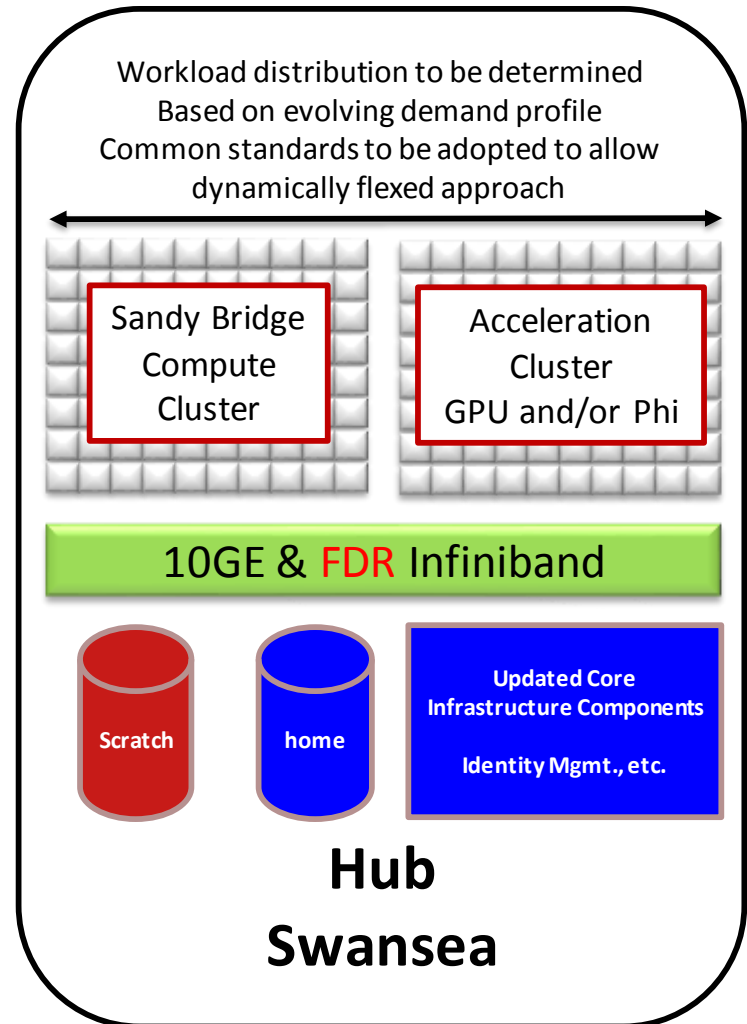 Workload distribution to be determined
Based on evolving demand profile
Common standards to be adopted to allow
dynamically flexed approach
Sandy Bridge
Compute
Cluster
Acceleration
Cluster
GPU and/or Phi
10GE & FDR Infiniband
Scratch
home
Updated Core
Infrastructure Components
Identity Mgmt., etc.
Hub
Swansea